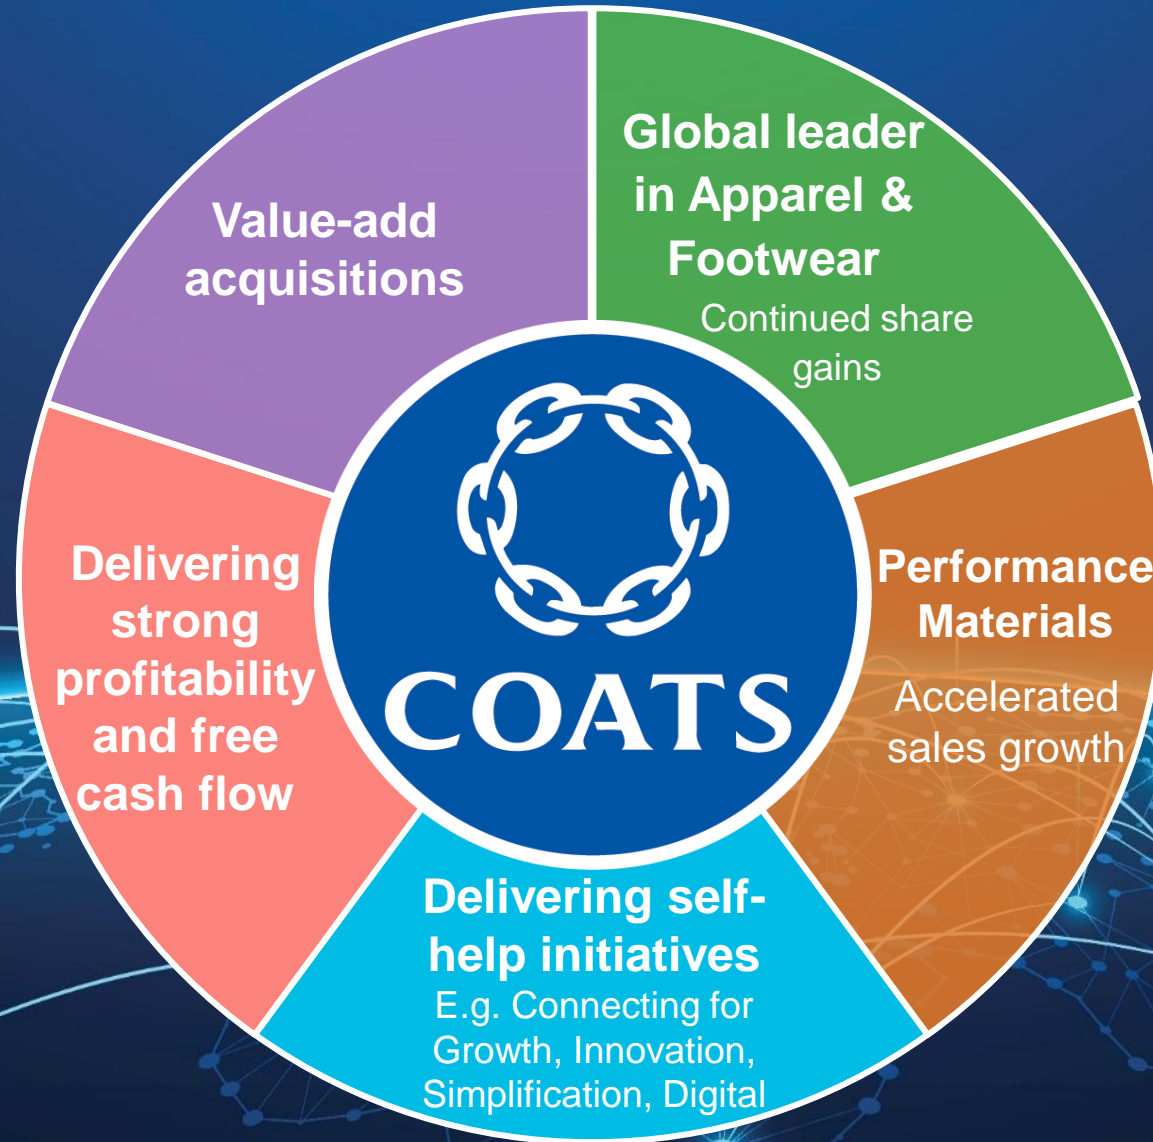 Global leader
in Apparel &
Footwear
Continued share
gains
Performance
Materials
Accelerated
sales growth
Delivering self-
help initiatives
E.g. Connecting for
Growth, Innovation,
Simplification, Digital
Delivering
strong
profitability
and free
cash flow
Value-add
acquisitions
COATS